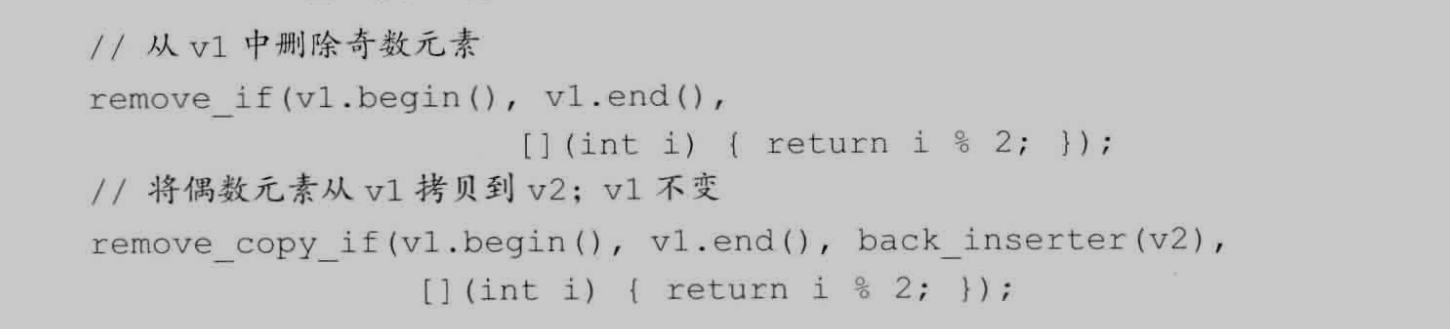 // 从 v1 中删除奇数元素
remove_if(v1.begin(), v1.end(),
[](int i) { return i % 2; });
// 将偶数元素从 v1 拷贝到 v2; v1 不变
remove_copy_if(v1.begin(), v1.end(), back_inserter(v2),
[](int i) { return i % 2; });